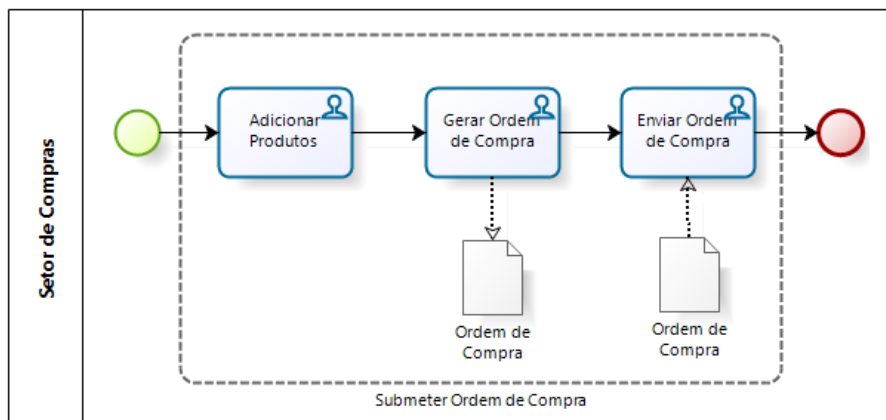 Setor de Compras
Adicionar
Produtos
Gerar Ordem
de Compra
Enviar Ordem
de Compra
Ordem de
Compra
Ordem de
Compra
Submeter Ordem de Compra